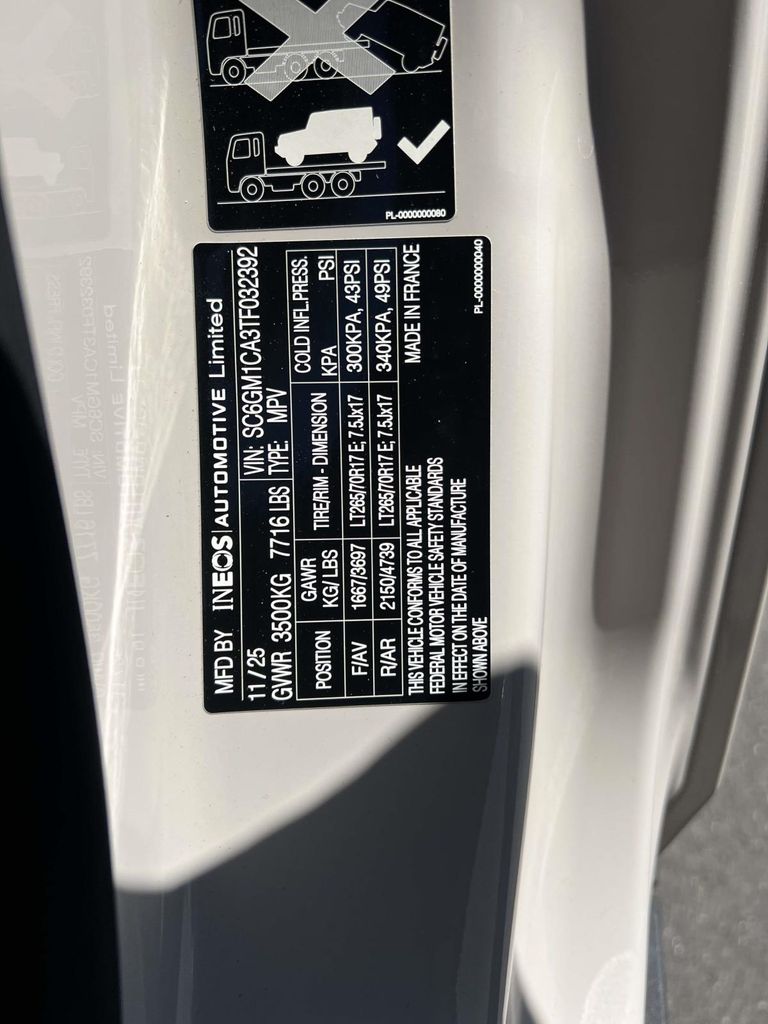 PL-0000000080
MFD BY INEOS AUTOMOTIVE Limited
11 / 25 VIN: SC6GM1CA3TF032392
GVWR 3500KG 7716 LBS TYPE: MPV
POSITION GAWR KG/ LBS TIRE/RIM - DIMENSION COLD INFL.PRESS. KPA PSI
F/AV 1667/3697 LT265/70R17 E; 7.5Jx17 300KPA, 43PSI
R/AR 2150/4739 LT265/70R17 E; 7.5Jx17 340KPA, 49PSI
THIS VEHICLE CONFORMS TO ALL APPLICABLE MADE IN FRANCE
FEDERAL MOTOR VEHICLE SAFETY STANDARDS
IN EFFECT ON THE DATE OF MANUFACTURE
SHOWN ABOVE PL-0000000040